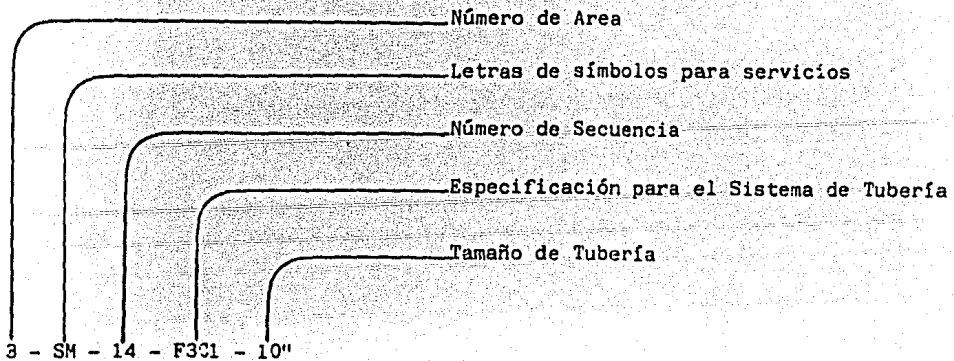 Número de Area
Letras de símbolos para servicios
Número de Secuencia
Especificación para el Sistema de Tubería
Tamaño de Tubería
3 - SM - 14 - F3C1 - 10"